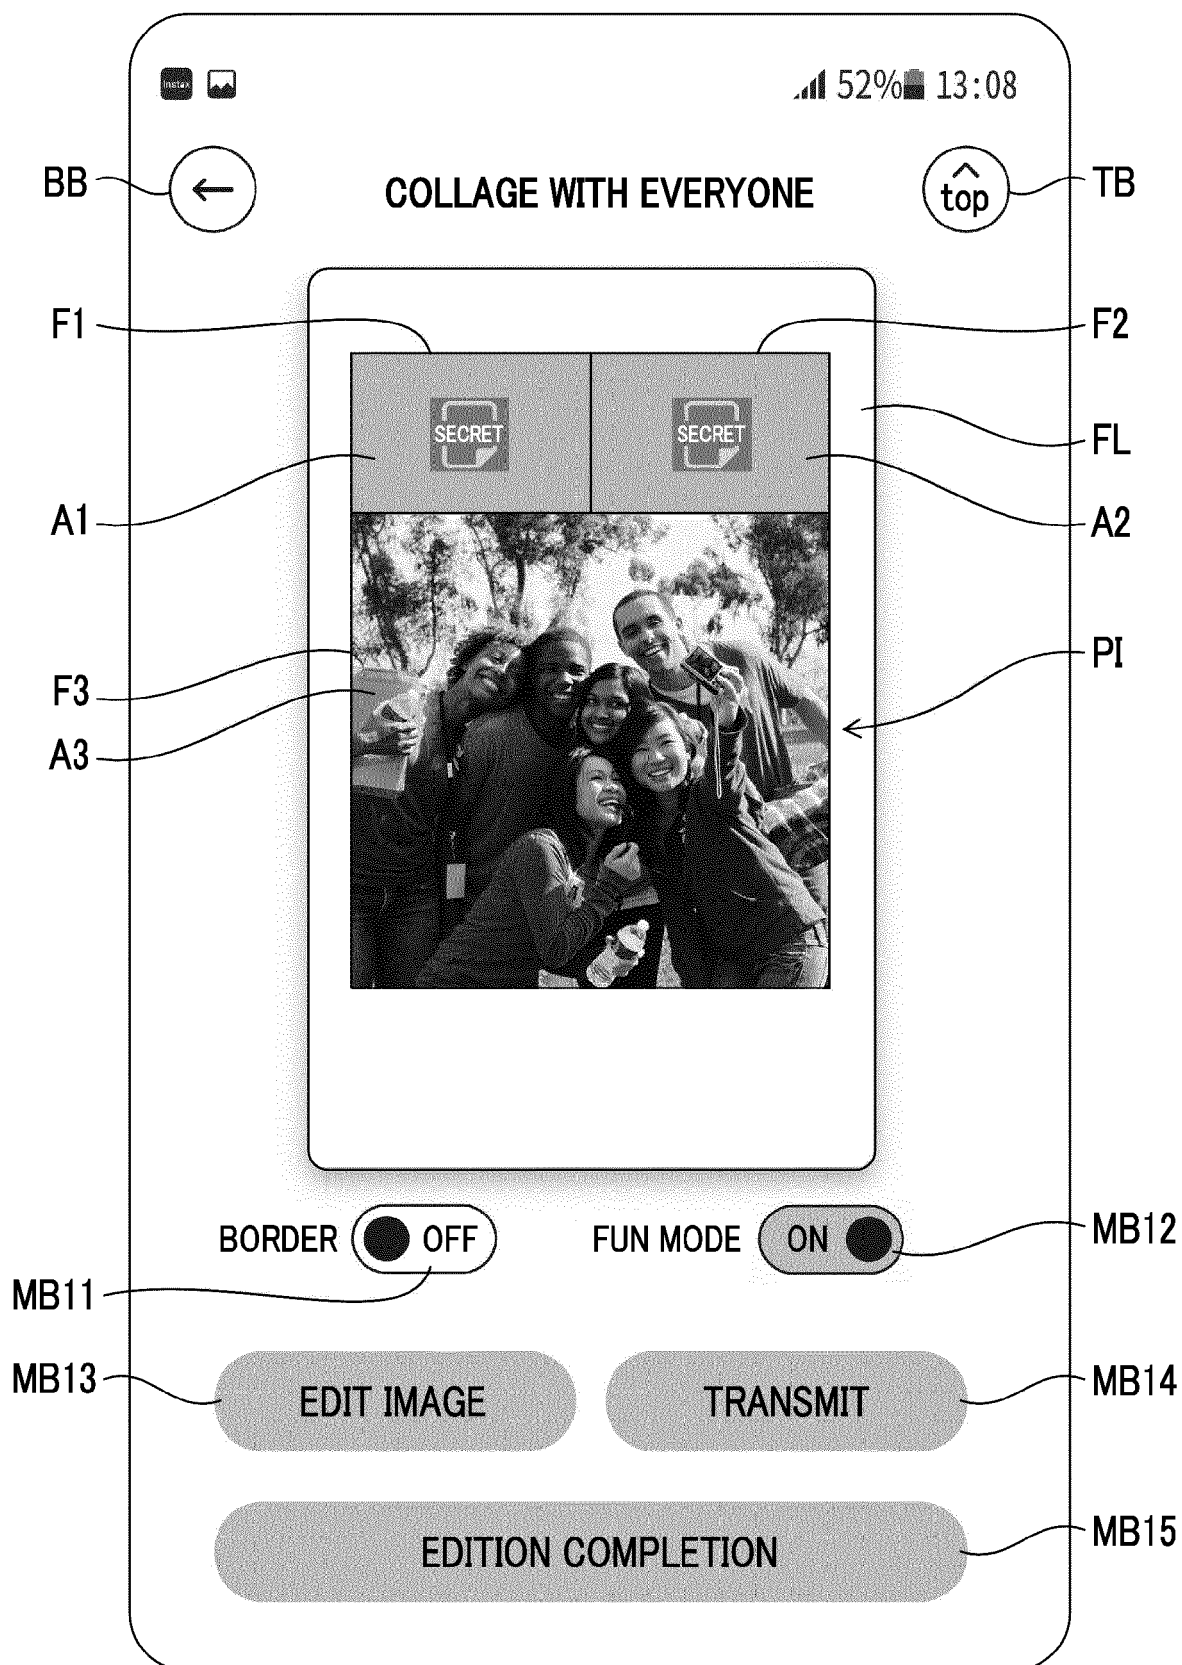 instax 52% 13:08
BB ← COLLAGE WITH EVERYONE top TB
F1 F2
SECRET SECRET
FL
A1 A2
F3 PI
A3
BORDER OFF FUN MODE ON MB12
MB11
MB13 EDIT IMAGE TRANSMIT MB14
EDITION COMPLETION MB15